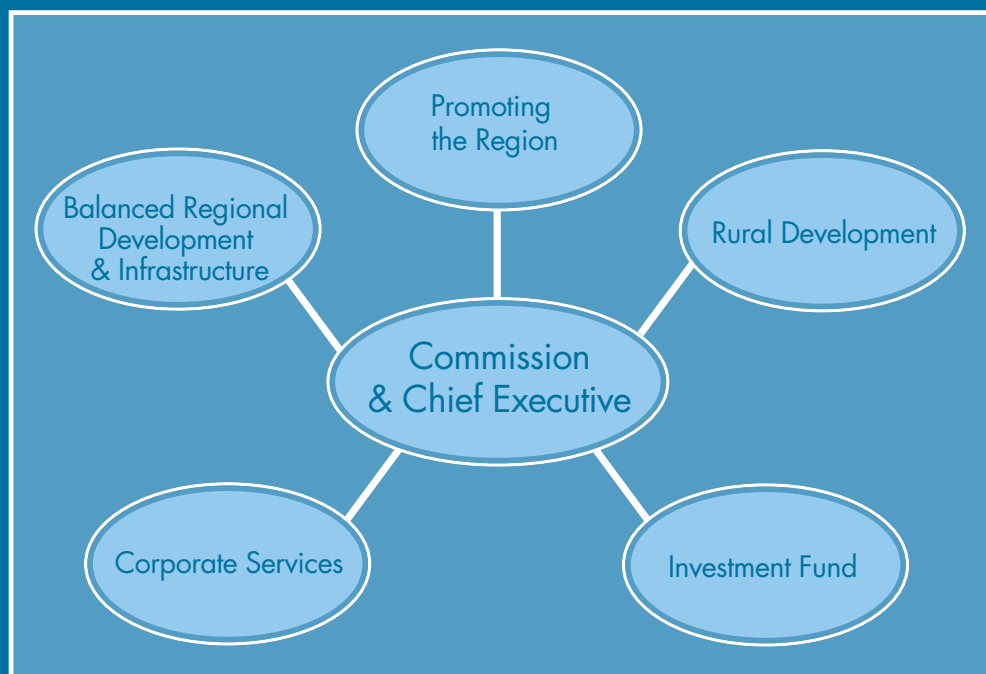 Promoting
the Region
Balanced Regional
Development
& Infrastructure
Rural Development
Commission
& Chief Executive
Corporate Services
Investment Fund